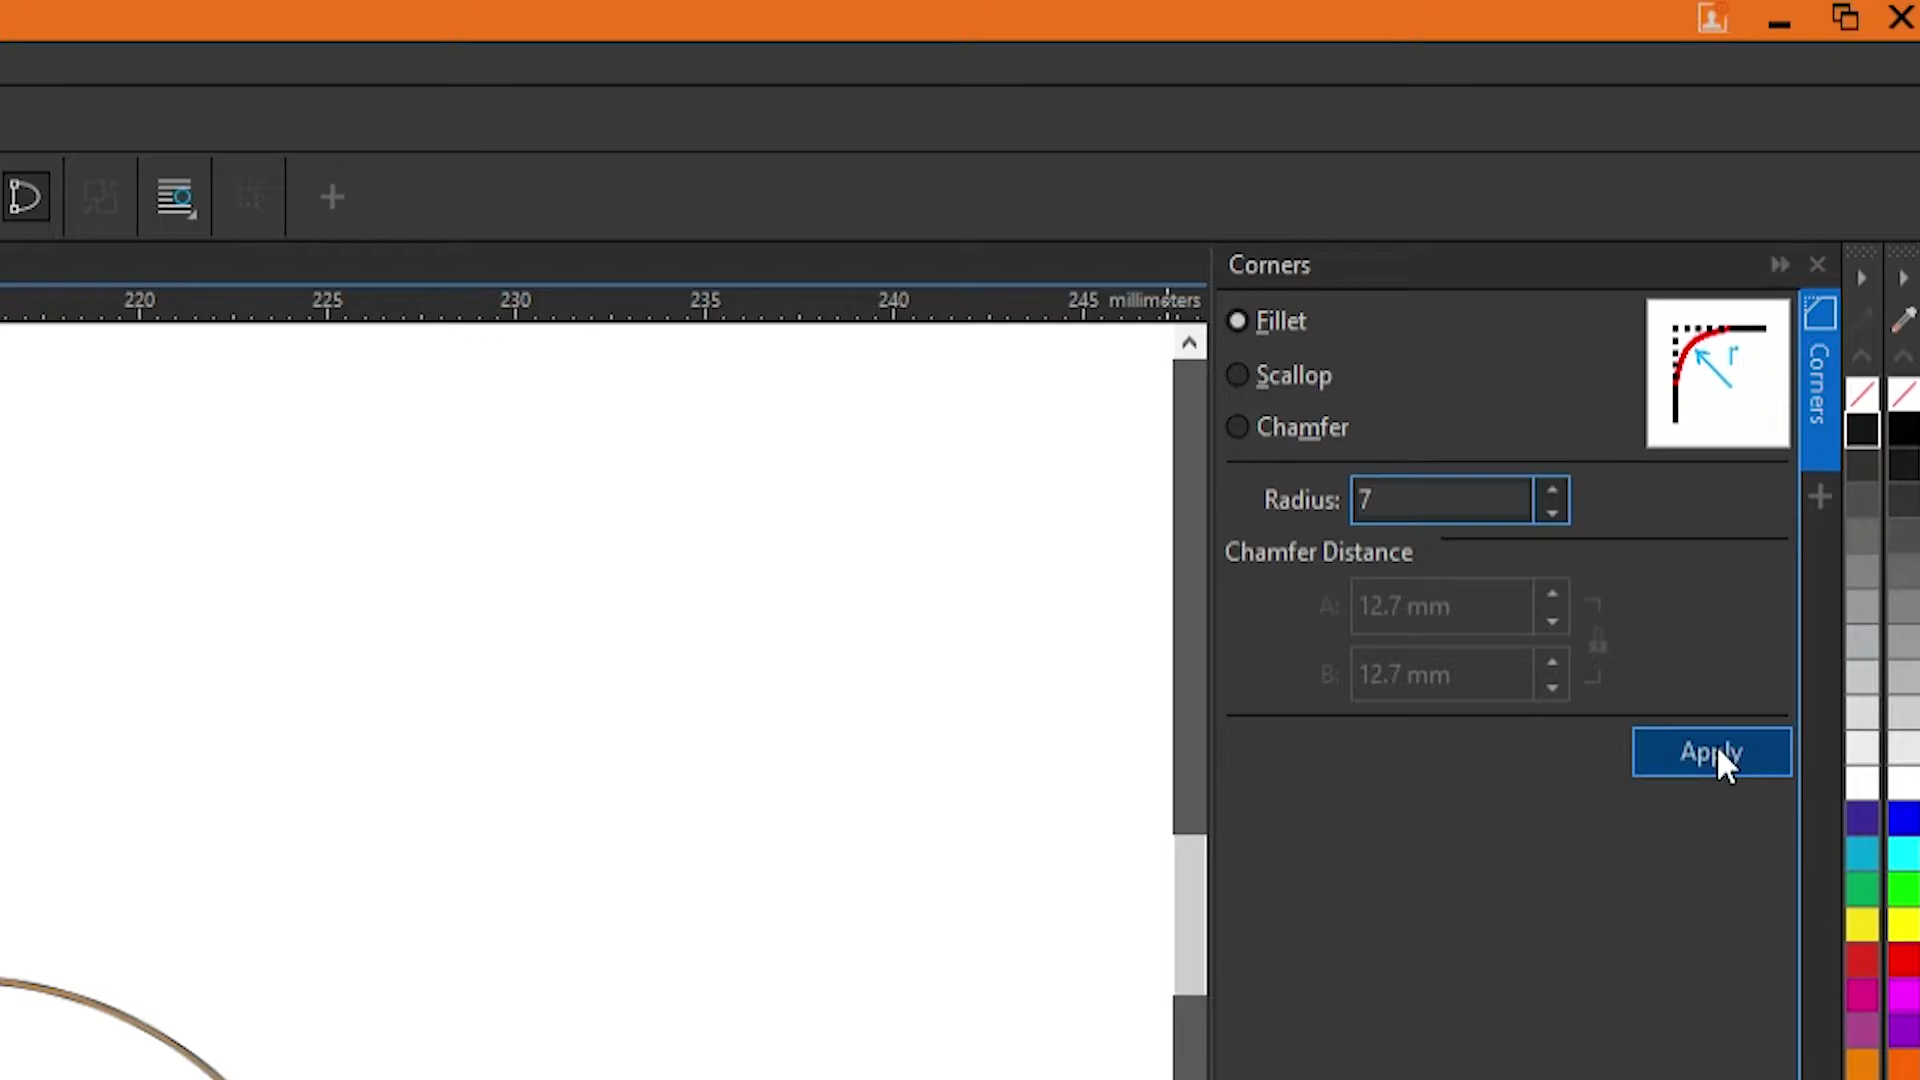 Corners
220 225 230 235 240 245 millimeters
Fillet
r
Scallop
Corners
Chamfer
Radius: 7
Chamfer Distance
A: 12.7 mm
B: 12.7 mm
Apply